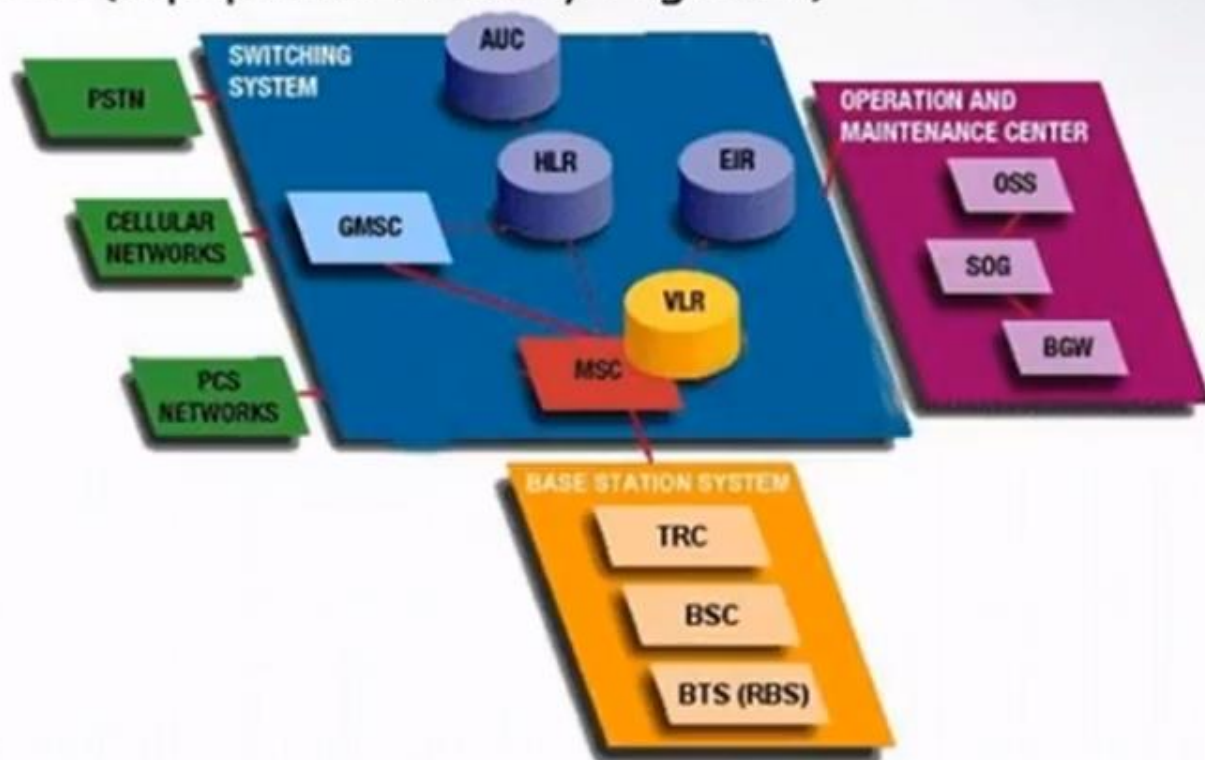 SWITCHING
SYSTEM
AUC
PSTN
HLR
EIR
OPERATION AND
MAINTENANCE CENTER
OSS
CELLULAR
NETWORKS
GMSC
SOG
VLR
BGW
MSC
PCS
NETWORKS
BASE STATION SYSTEM
TRC
BSC
BTS (RBS)